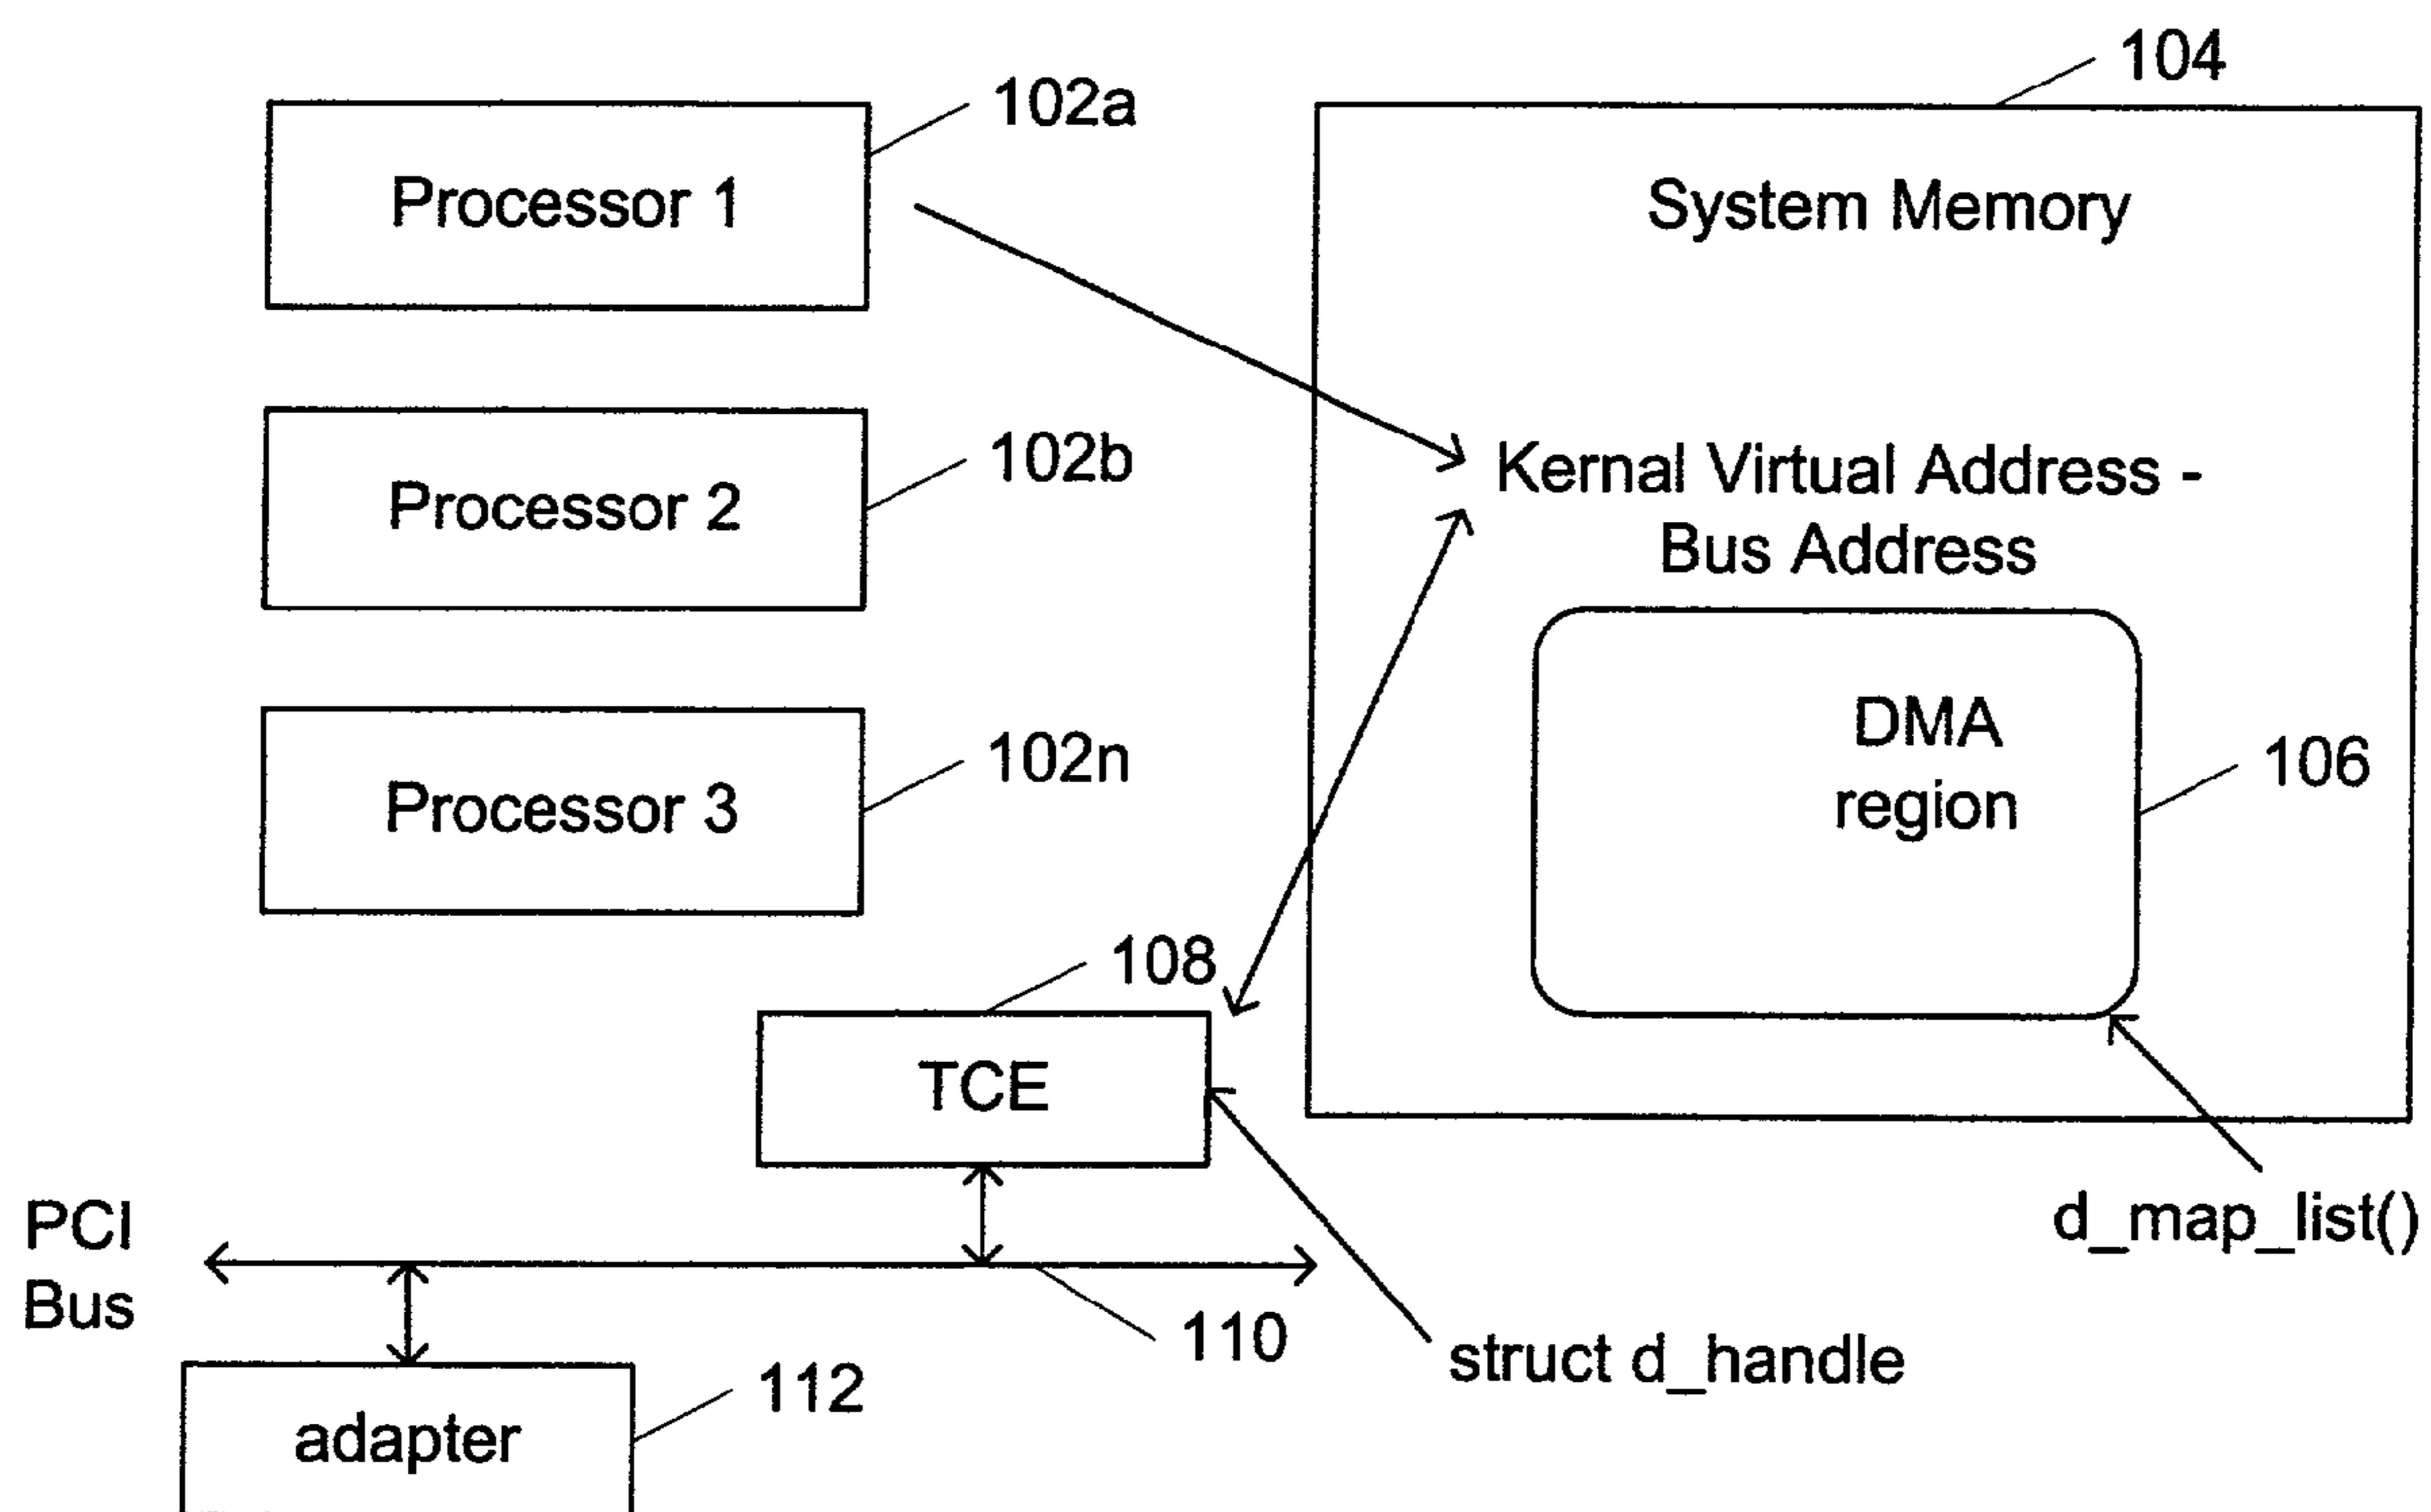 104
102a
Processor 1
System Memory
102b
Processor 2
Kernal Virtual Address -
Bus Address
102n
Processor 3
DMA
region
106
108
TCE
PCI
Bus
d_map_list()
110
struct d_handle
112
adapter